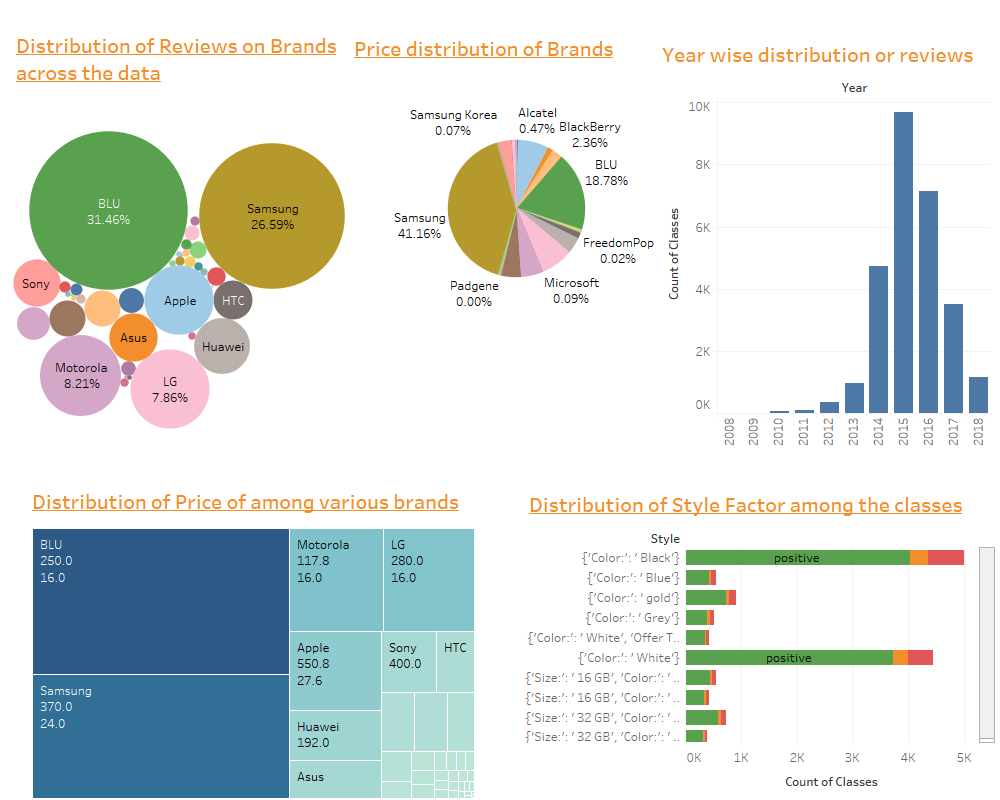 Distribution of Reviews on Brands
across the data
BLU
31.46%
Samsung
26.59%
Sony
Apple
HTC
Asus
Huawei
Motorola
8.21%
LG
7.86%
Price distribution of Brands
Samsung Korea
0.07%
Alcatel
0.47%
BlackBerry
2.36%
BLU
18.78%
Samsung
41.16%
FreedomPop
0.02%
Padgene
0.00%
Microsoft
0.09%
Year wise distribution or reviews
Year
10K
8K
6K
4K
2K
0K
Count of Classes
2008
2009
2010
2011
2012
2013
2014
2015
2016
2017
2018
Distribution of Price of among various brands
BLU
250.0
16.0
Samsung
370.0
24.0
Motorola
117.8
16.0
LG
280.0
16.0
Apple
550.8
27.6
Sony
400.0
HTC
Huawei
192.0
Asus
Distribution of Style Factor among the classes
Style
{'Color:': ' Black'}
positive
{'Color:': ' Blue'}
{'Color:': ' gold'}
{'Color:': ' Grey'}
{'Color:': ' White', 'Offer T..
{'Color:': ' White'}
positive
{'Size:': ' 16 GB', 'Color:': ' ..
{'Size:': ' 16 GB', 'Color:': ' ..
{'Size:': ' 32 GB', 'Color:': ' ..
{'Size:': ' 32 GB', 'Color:': ' ..
0K
1K
2K
3K
4K
5K
Count of Classes